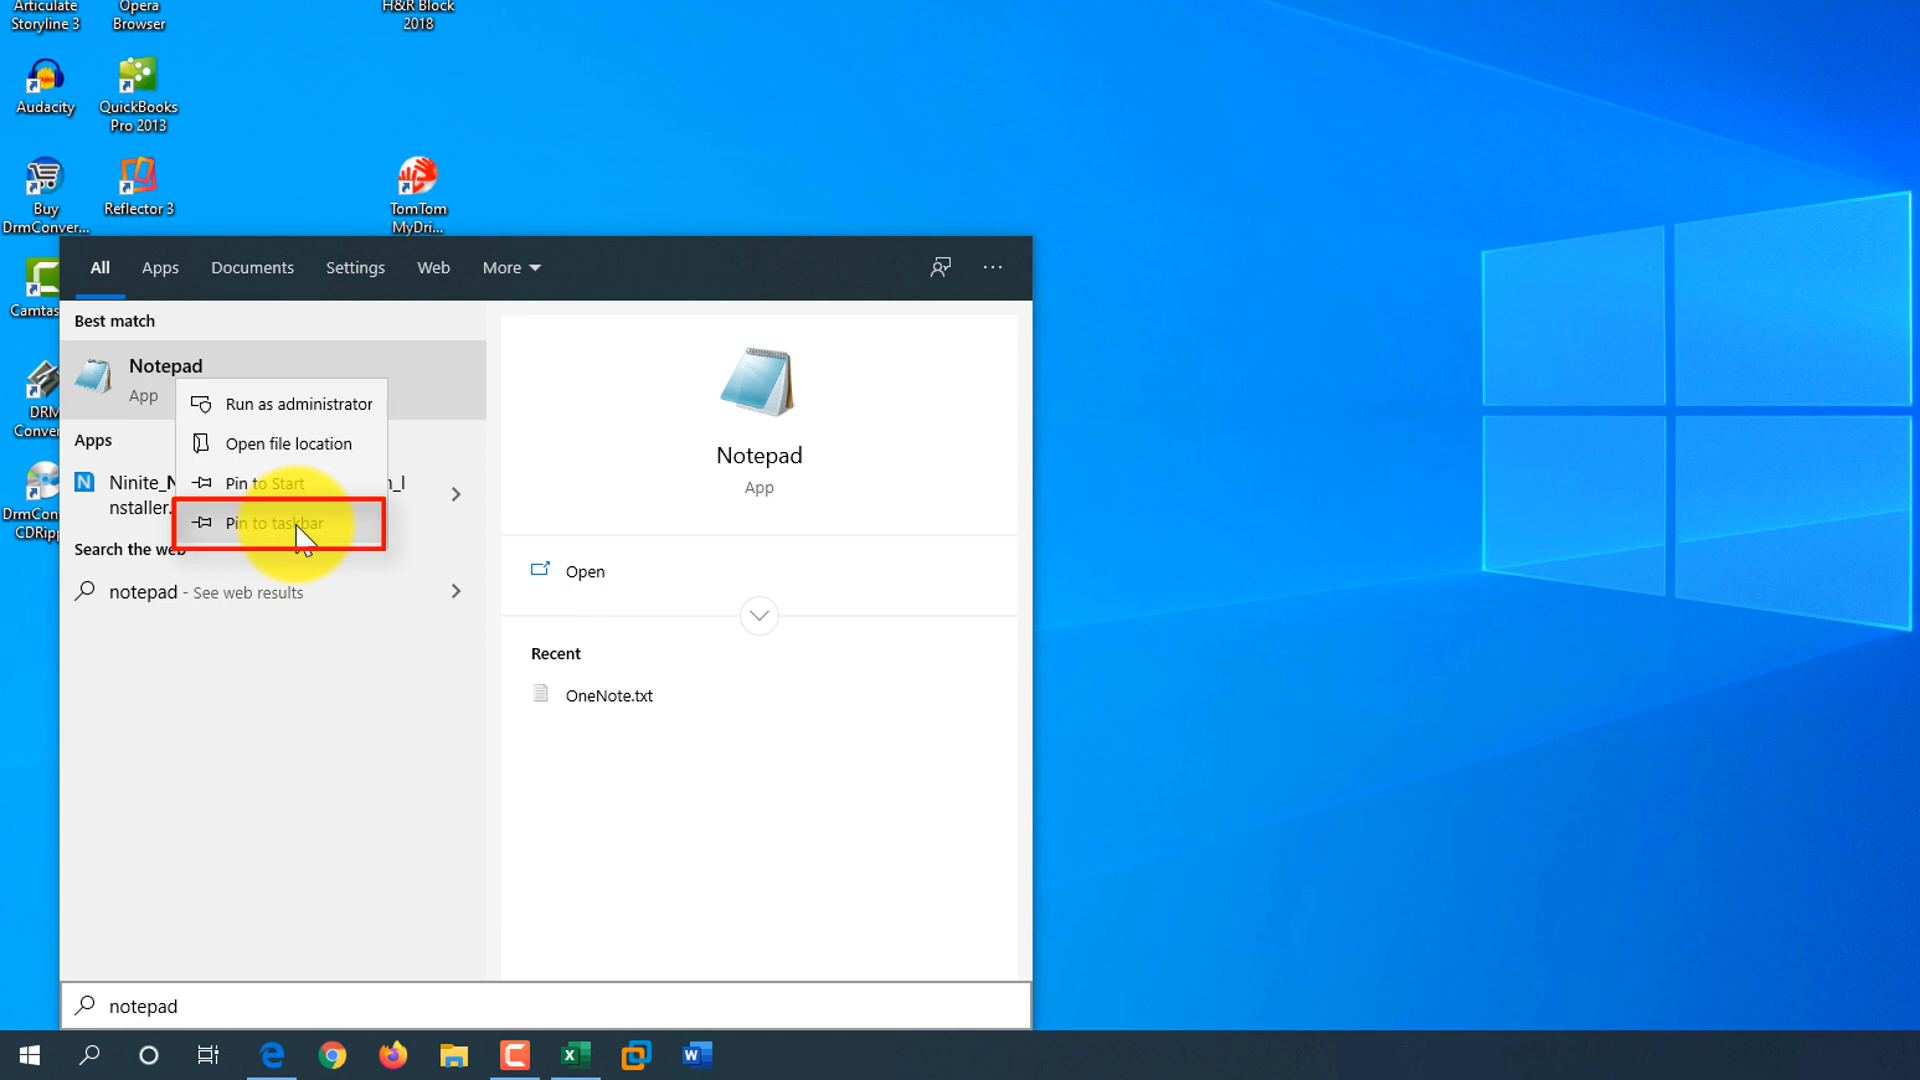 Articulate
Storyline 3
Opera
Browser
H&R Block
2018
Audacity
QuickBooks
Pro 2013
Buy
DrmConver...
Reflector 3
TomTom
MyDri...
Camtas
DRM
Conver
DrmCon
CDRipp
All
Apps
Documents
Settings
Web
More
Best match
Notepad
App
Run as administrator
Open file location
Pin to Start
Pin to taskbar
Apps
Ninite_N
_I
nstaller.
Search the web
notepad - See web results
Notepad
App
Open
Recent
OneNote.txt
notepad